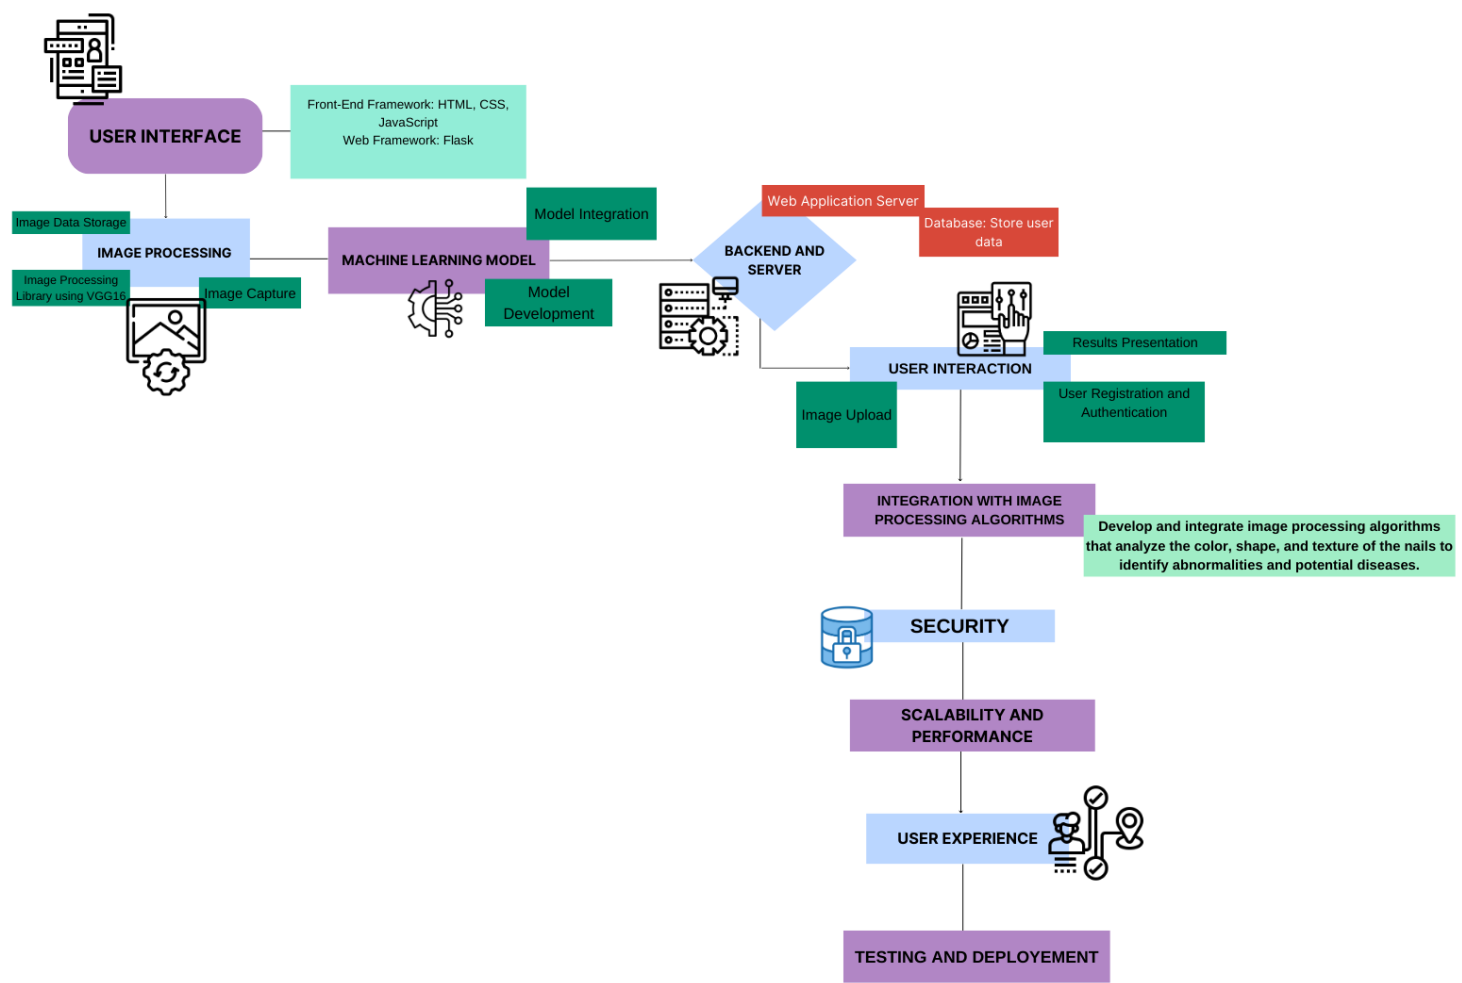 USER INTERFACE
Front-End Framework: HTML, CSS,
JavaScript
Web Framework: Flask
Image Data Storage
IMAGE PROCESSING
Image Processing
Library using VGG16
Image Capture
Model Integration
MACHINE LEARNING MODEL
Model
Development
Web Application Server
Database: Store user
data
BACKEND AND
SERVER
Results Presentation
USER INTERACTION
Image Upload
User Registration and
Authentication
INTEGRATION WITH IMAGE
PROCESSING ALGORITHMS
Develop and integrate image processing algorithms
that analyze the color, shape, and texture of the nails to
identify abnormalities and potential diseases.
SECURITY
SCALABILITY AND
PERFORMANCE
USER EXPERIENCE
TESTING AND DEPLOYEMENT